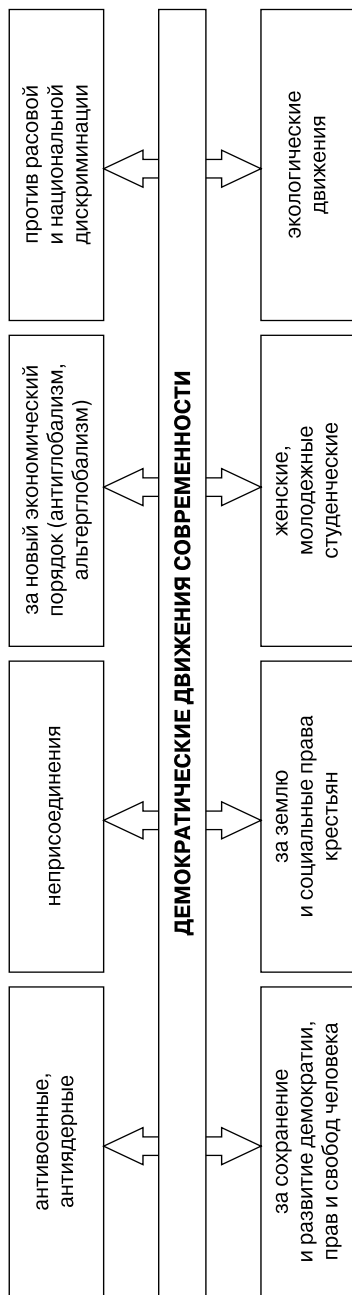 антивоенные,
антиядерные
неприсоединения
за новый экономический
порядок (антиглобализм,
альтерглобализм)
против расовой
и национальной
дискриминации
ДЕМОКРАТИЧЕСКИЕ ДВИЖЕНИЯ СОВРЕМЕННОСТИ
за сохранение
и развитие демократии,
прав и свобод человека
за землю
и социальные права
крестьян
женские,
молодежные
студенческие
экологические
движения